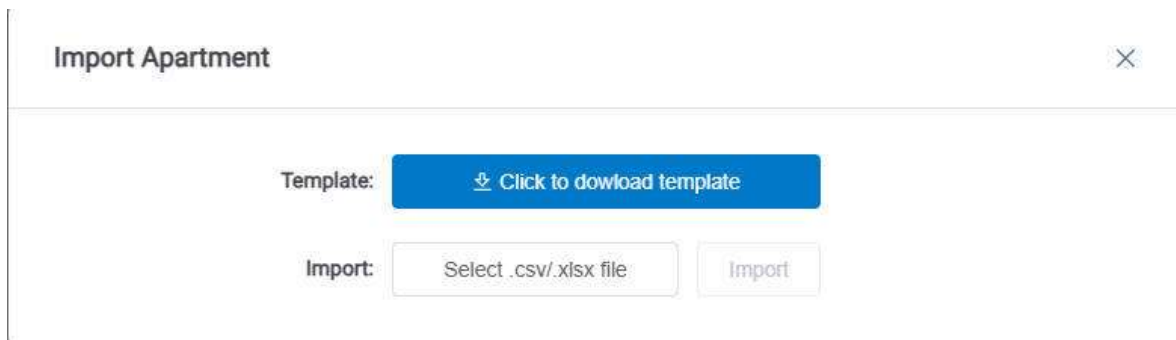 Import Apartment
Template: Click to dowload template
Import: Select .csv/.xlsx file Import